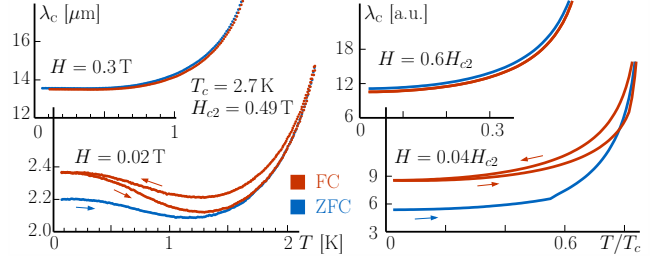 λc [μm]
16
14
12
H = 0.3 T
0
1
Tc = 2.7 K
Hc2 = 0.49 T
H = 0.02 T
2.4
2.2
2.0
0
1
2
T [K]
FC
ZFC
λc [a.u.]
18
12
6
H = 0.6Hc2
0
0.3
H = 0.04Hc2
9
6
3
0
0.6
T/Tc